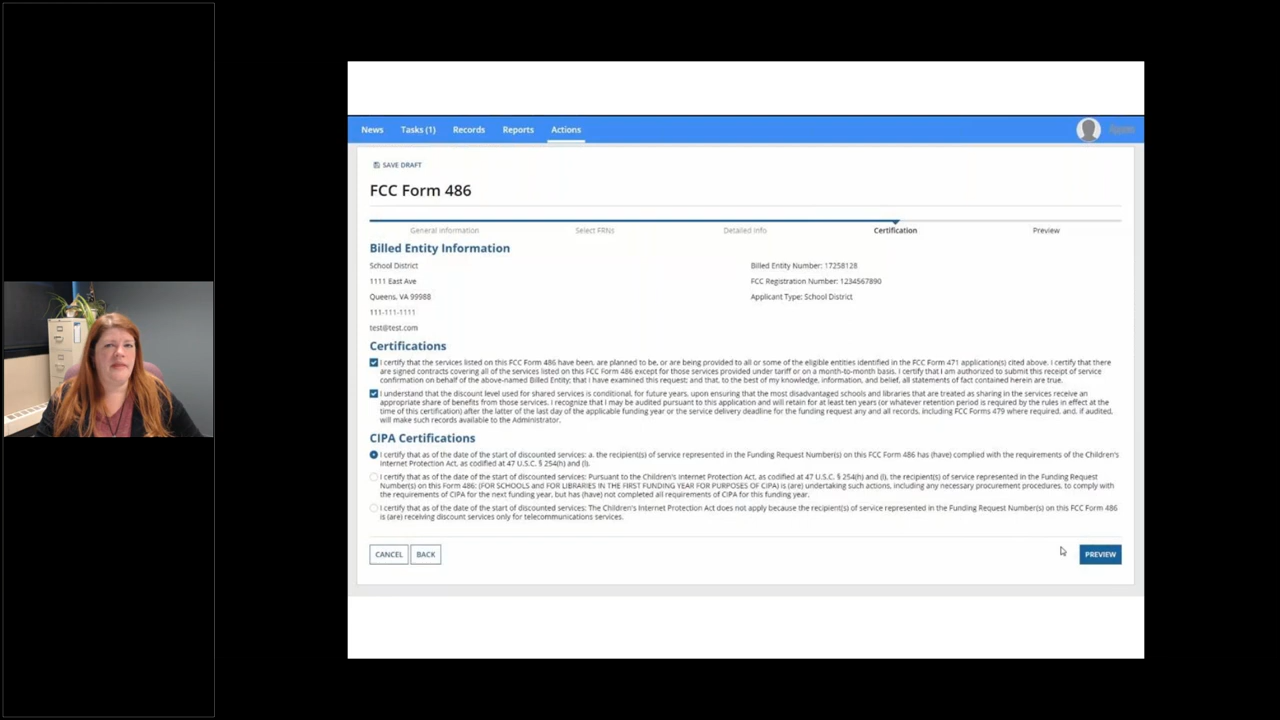 News Tasks (1) Records Reports Actions
SAVE DRAFT
FCC Form 486
General Information Select FRNs Detailed Info Certification Preview
Billed Entity Information
School District
1111 East Ave
Queens, VA 99988
111-111-1111
test@test.com
Billed Entity Number: 17258128
FCC Registration Number: 1234567890
Applicant Type: School District
Certifications
I certify that the services listed on this FCC Form 486 have been, are planned to be, or are being provided to all or some of the eligible entities identified in the FCC Form 471 application(s) cited above. I certify that there
are signed contracts covering all of the services listed on this FCC Form 486 except for those services provided under tariff or on a month-to-month basis. I certify that I am authorized to submit this receipt of service
confirmation on behalf of the above-named Billed Entity; that I have examined this request; and that, to the best of my knowledge, information, and belief, all statements of fact contained herein are true.
I understand that the discount level used for shared services is conditional, for future years, upon ensuring that the most disadvantaged schools and libraries that are treated as sharing in the services receive an
appropriate share of benefits from those services. I recognize that I may be audited pursuant to this application and will retain for at least ten years (or whatever retention period is required by the rules in effect at the
time of this certification) after the latter of the last day of the applicable funding year or the service delivery deadline for the funding request any and all records, including FCC Forms 479 where required, and, if audited,
will make such records available to the Administrator.
CIPA Certifications
I certify that as of the date of the start of discounted services: a. the recipient(s) of service represented in the Funding Request Number(s) on this FCC Form 486 has (have) complied with the requirements of the Children's
Internet Protection Act, as codified at 47 U.S.C. § 254(h) and (l).
I certify that as of the date of the start of discounted services: Pursuant to the Children's Internet Protection Act, as codified at 47 U.S.C. § 254(h) and (l), the recipient(s) of service represented in the Funding Request
Number(s) on this Form 486: (FOR SCHOOLS and FOR LIBRARIES IN THE FIRST FUNDING YEAR FOR PURPOSES OF CIPA) is (are) undertaking such actions, including any necessary procurement procedures, to comply with
the requirements of CIPA for the next funding year, but has (have) not completed all requirements of CIPA for this funding year.
I certify that as of the date of the start of discounted services: The Children's Internet Protection Act does not apply because the recipient(s) of service represented in the Funding Request Number(s) on this FCC Form 486
is (are) receiving discount services only for telecommunications services.
CANCEL BACK PREVIEW